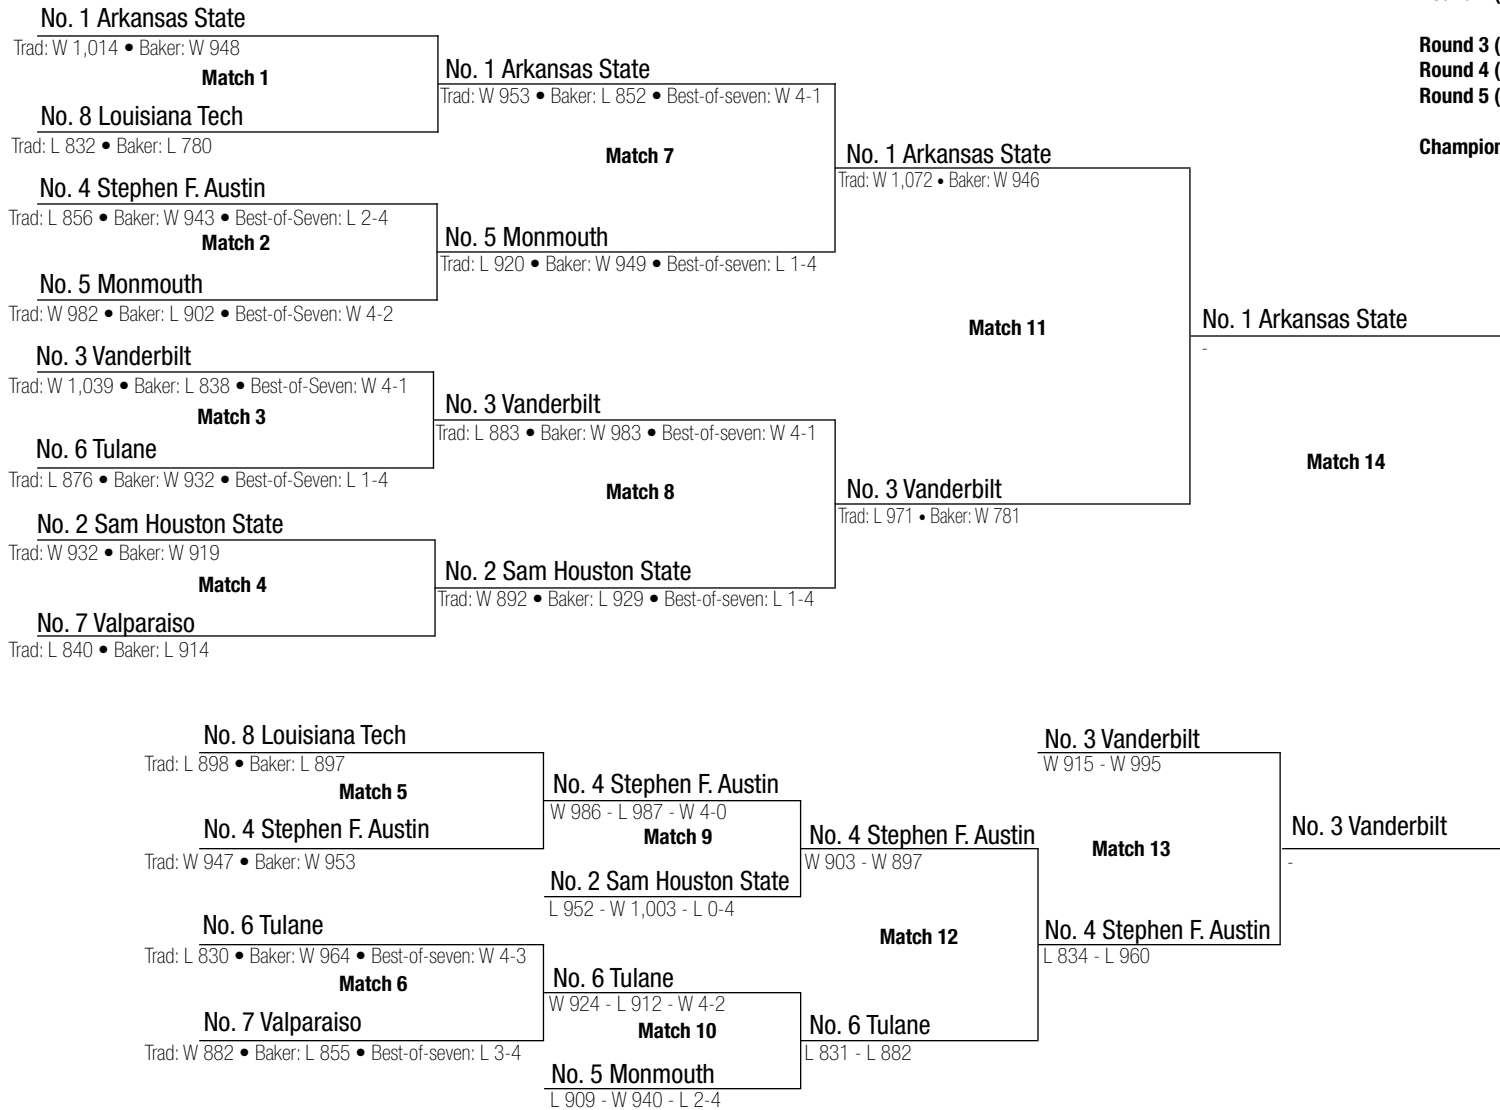 No. 1 Arkansas State
Trad: W 1,014 • Baker: W 948
Match 1
No. 8 Louisiana Tech
Trad: L 832 • Baker: L 780
No. 4 Stephen F. Austin
Trad: L 856 • Baker: W 943 • Best-of-Seven: L 2-4
Match 2
No. 5 Monmouth
Trad: W 982 • Baker: L 902 • Best-of-Seven: W 4-2
No. 3 Vanderbilt
Trad: W 1,039 • Baker: L 838 • Best-of-Seven: W 4-1
Match 3
No. 6 Tulane
Trad: L 876 • Baker: W 932 • Best-of-Seven: L 1-4
No. 2 Sam Houston State
Trad: W 932 • Baker: W 919
Match 4
No. 7 Valparaiso
Trad: L 840 • Baker: L 914
No. 1 Arkansas State
Trad: W 953 • Baker: L 852 • Best-of-seven: W 4-1
Match 7
No. 5 Monmouth
Trad: L 920 • Baker: W 949 • Best-of-seven: L 1-4
No. 3 Vanderbilt
Trad: L 883 • Baker: W 983 • Best-of-seven: W 4-1
Match 8
No. 2 Sam Houston State
Trad: W 892 • Baker: L 929 • Best-of-seven: L 1-4
No. 1 Arkansas State
Trad: W 1,072 • Baker: W 946
Match 11
No. 3 Vanderbilt
Trad: L 971 • Baker: W 781
No. 1 Arkansas State
-
Match 14
Round 3 (
Round 4 (
Round 5 (
Champion
No. 8 Louisiana Tech
Trad: L 898 • Baker: L 897
Match 5
No. 4 Stephen F. Austin
Trad: W 947 • Baker: W 953
No. 6 Tulane
Trad: L 830 • Baker: W 964 • Best-of-seven: W 4-3
Match 6
No. 7 Valparaiso
Trad: W 882 • Baker: L 855 • Best-of-seven: L 3-4
No. 4 Stephen F. Austin
W 986 - L 987 - W 4-0
Match 9
No. 2 Sam Houston State
L 952 - W 1,003 - L 0-4
No. 6 Tulane
W 924 - L 912 - W 4-2
Match 10
No. 5 Monmouth
L 909 - W 940 - L 2-4
No. 4 Stephen F. Austin
W 903 - W 897
Match 12
No. 6 Tulane
L 831 - L 882
No. 3 Vanderbilt
W 915 - W 995
Match 13
No. 4 Stephen F. Austin
L 834 - L 960
No. 3 Vanderbilt
-